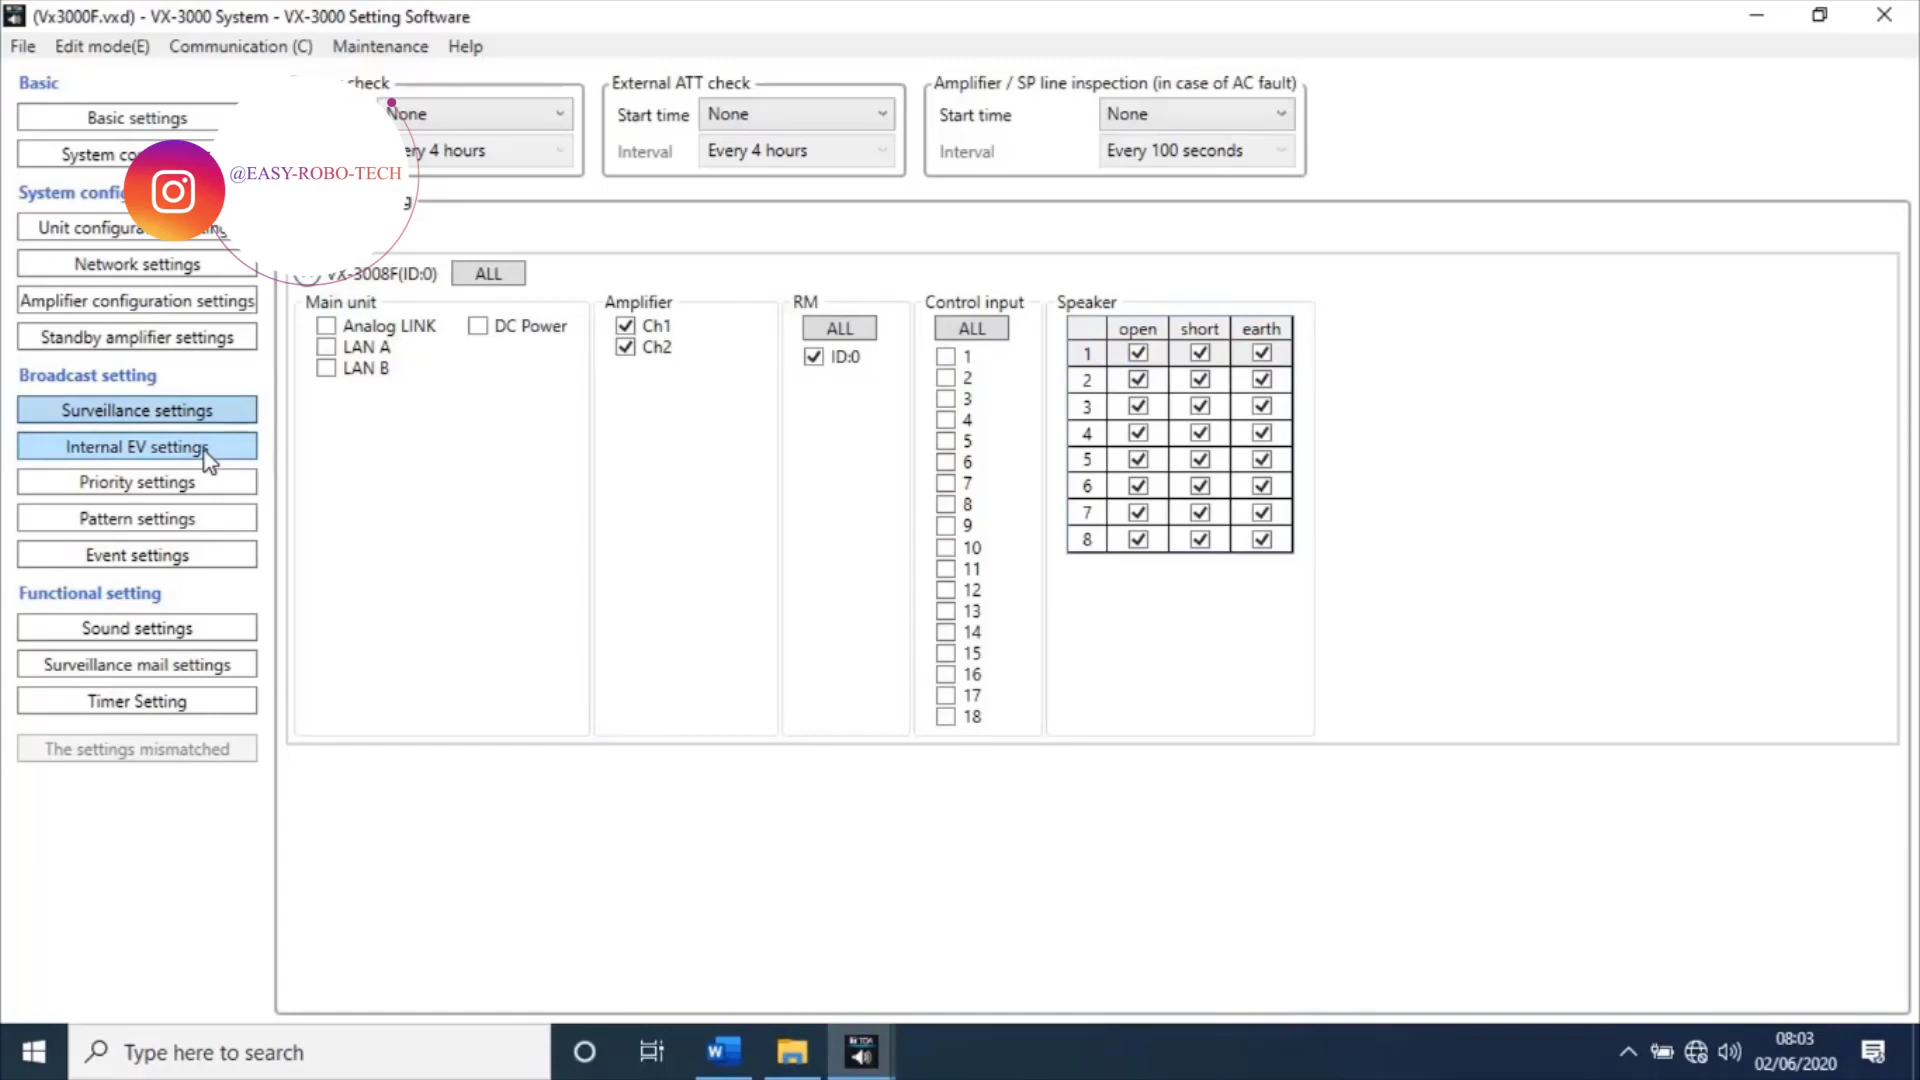 (Vx3000F.vxd) - VX-3000 System - VX-3000 Setting Software
File Edit mode(E) Communication (C) Maintenance Help
Basic
Basic settings
System
System
Unit
Network settings
Amplifier configuration settings
Standby amplifier settings
Broadcast setting
Surveillance settings
Internal EV settings
Priority settings
Pattern settings
Event settings
Functional setting
Sound settings
Surveillance mail settings
Timer Setting
The settings mismatched
@EASY-ROBO-TECH
check
None
4 hours
External ATT check
Start time None
Interval Every 4 hours
Amplifier / SP line inspection (in case of AC fault)
Start time None
Interval Every 100 seconds
VX-3008F(ID:0) ALL
Main unit
Analog LINK DC Power
LAN A
LAN B
Amplifier
Ch1
Ch2
RM
ALL
ID:0
Control input
ALL
1
2
3
4
5
6
7
8
9
10
11
12
13
14
15
16
17
18
Speaker
open short earth
1
2
3
4
5
6
7
8
Type here to search
W
TOA
08:03
02/06/2020